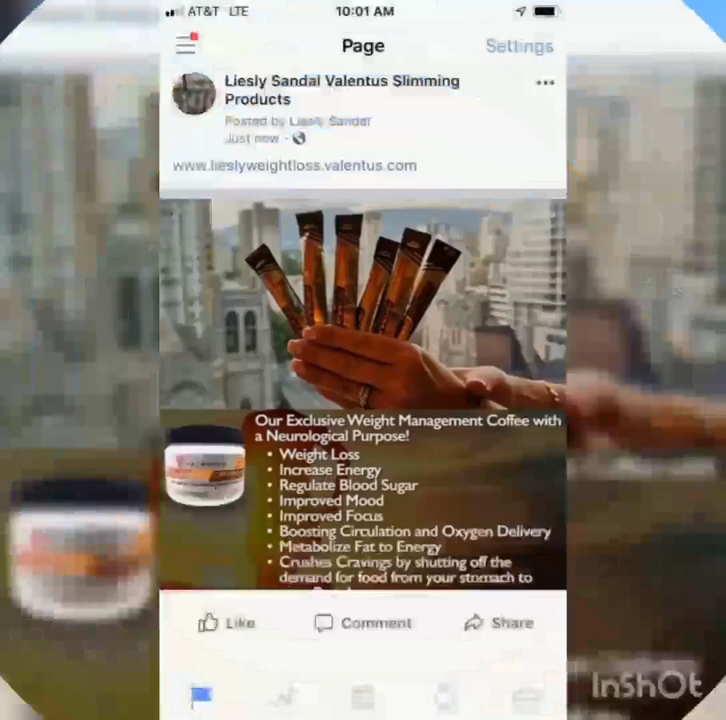 AT&T LTE 10:01 AM
Page
Settings
Liesly Sandal Valentus Slimming
Products
Posted by Liesly Sandal
Just now
www.lieslyweightloss.valentus.com
Our Exclusive Weight Management Coffee with
a Neurological Purpose!
• Weight Loss
• Increase Energy
• Regulate Blood Sugar
• Improved Mood
• Improved Focus
• Boosting Circulation and Oxygen Delivery
• Metabolize Fat to Energy
• Crushes Cravings by shutting off the
demand for food from your stomach to
Like
Comment
Share
InShOt